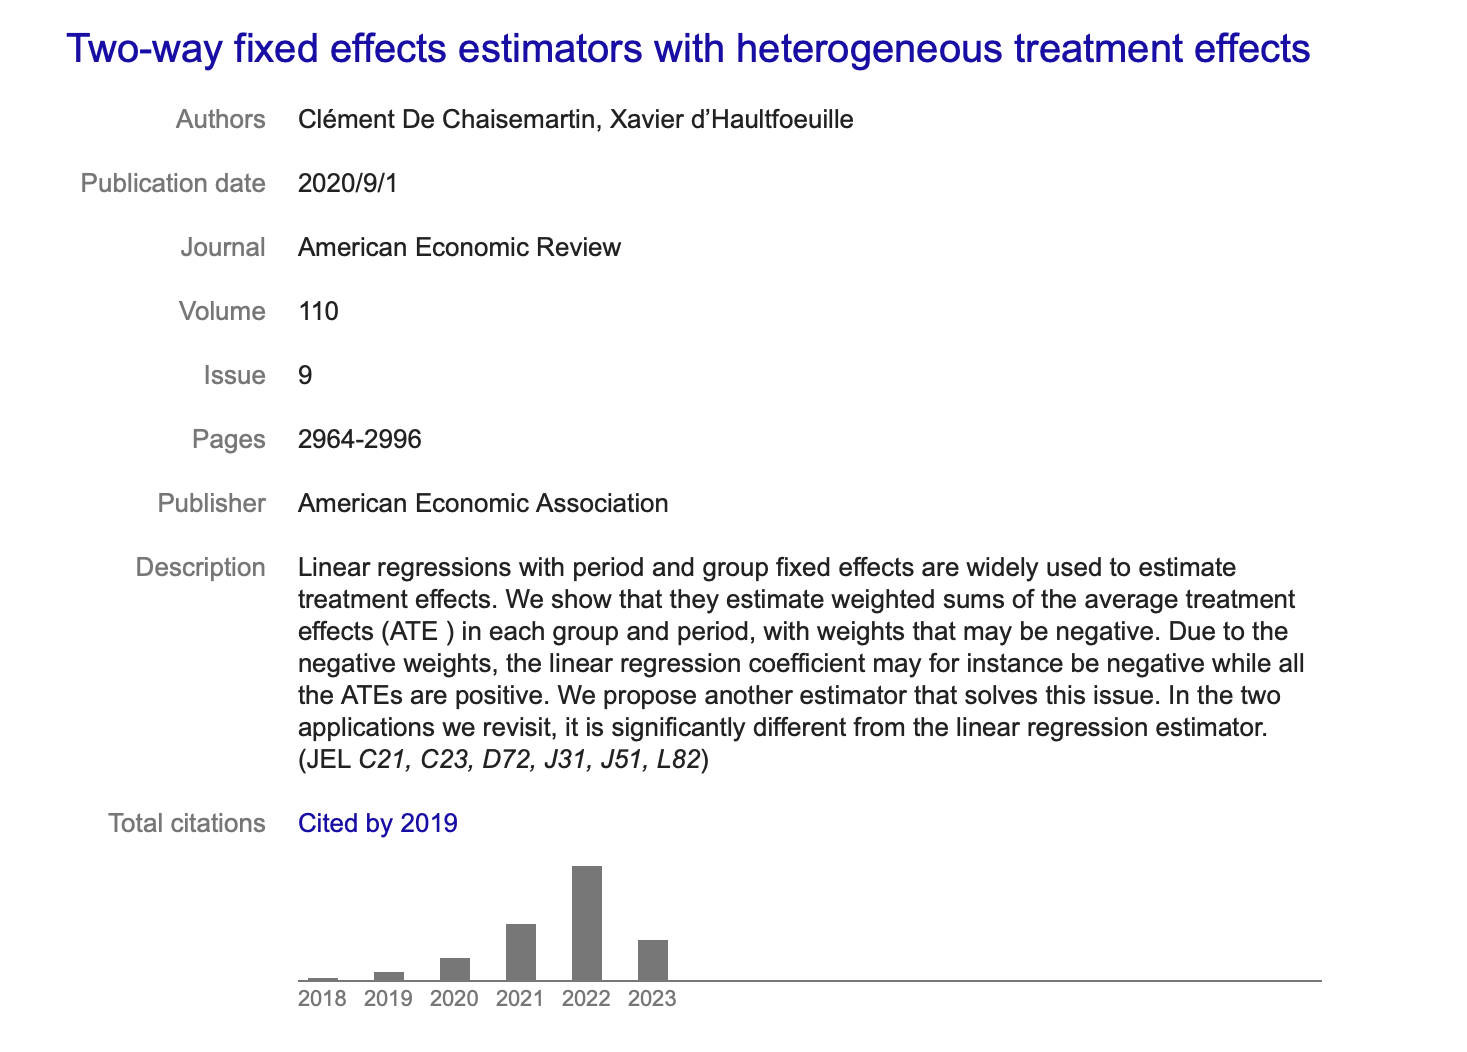 Two-way fixed effects estimators with heterogeneous treatment effects
Authors Clément De Chaisemartin, Xavier d’Haultfoeuille
Publication date 2020/9/1
Journal American Economic Review
Volume 110
Issue 9
Pages 2964-2996
Publisher American Economic Association
Description Linear regressions with period and group fixed effects are widely used to estimate
treatment effects. We show that they estimate weighted sums of the average treatment
effects (ATE ) in each group and period, with weights that may be negative. Due to the
negative weights, the linear regression coefficient may for instance be negative while all
the ATEs are positive. We propose another estimator that solves this issue. In the two
applications we revisit, it is significantly different from the linear regression estimator.
(JEL C21, C23, D72, J31, J51, L82)
Total citations Cited by 2019
2018 2019 2020 2021 2022 2023